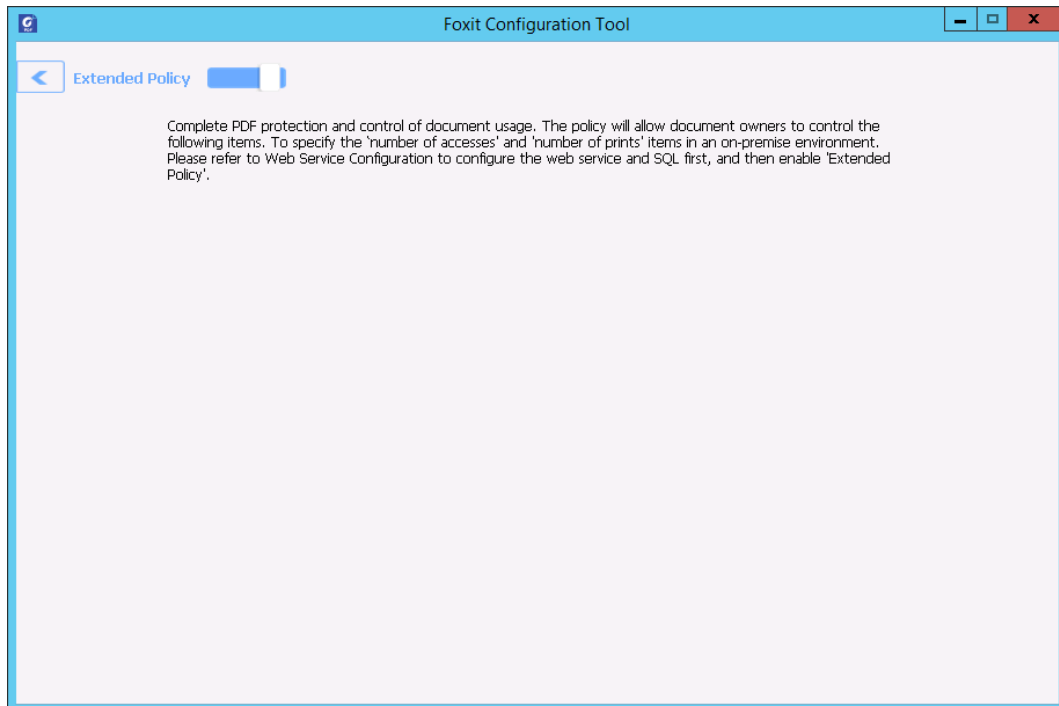 Foxit Configuration Tool
Extended Policy
Complete PDF protection and control of document usage. The policy will allow document owners to control the
following items. To specify the 'number of accesses' and 'number of prints' items in an on-premise environment.
Please refer to Web Service Configuration to configure the web service and SQL first, and then enable 'Extended
Policy'.